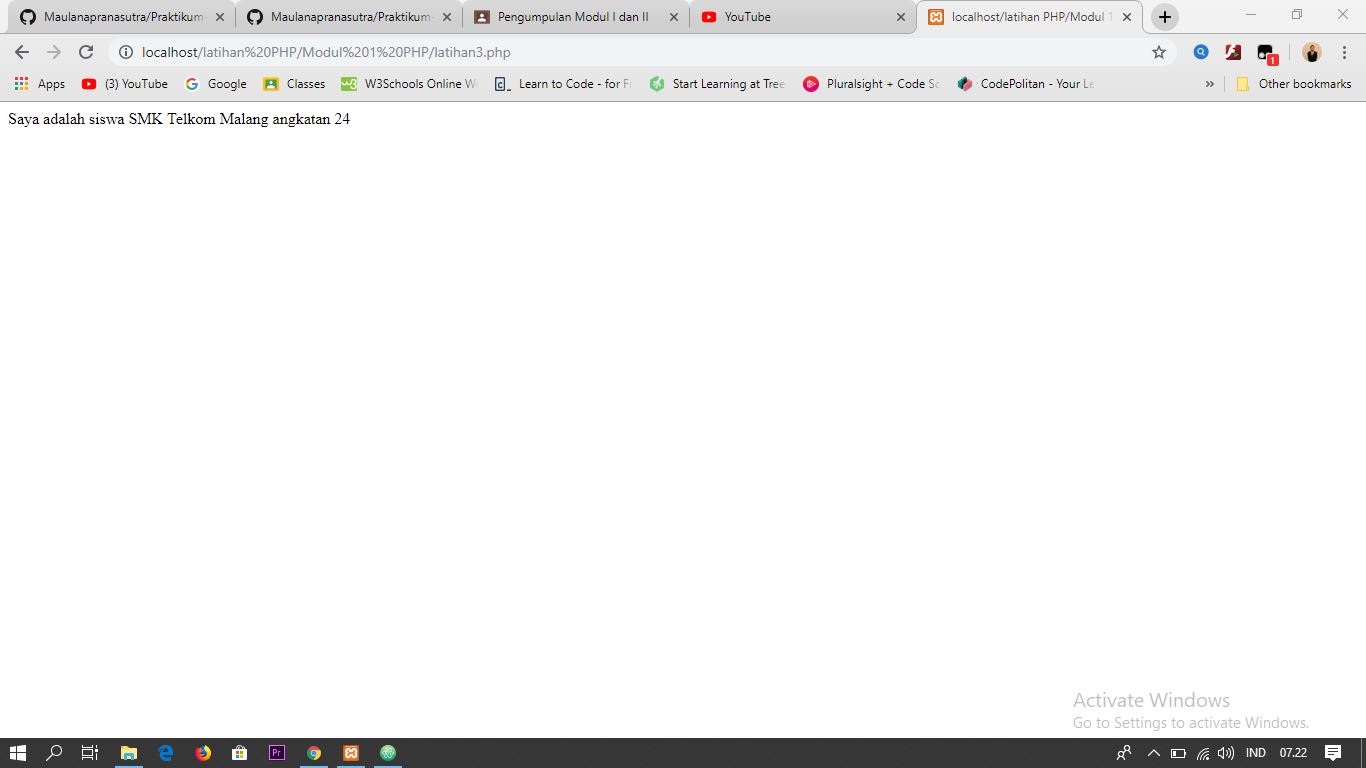 Maulanapranasutra/Praktikum-
Maulanapranasutra/Praktikum-
Pengumpulan Modul I dan II
YouTube
localhost/latihan PHP/Modul 1
localhost/latihan%20PHP/Modul%201%20PHP/latihan3.php
1
Apps
(3) YouTube
Google
Classes
W3Schools Online W
Learn to Code - for F
Start Learning at Tree
Pluralsight + Code Sc
CodePolitan - Your Le
»
Other bookmarks
Saya adalah siswa SMK Telkom Malang angkatan 24
Activate Windows
Go to Settings to activate Windows.
Pr
IND
07.22